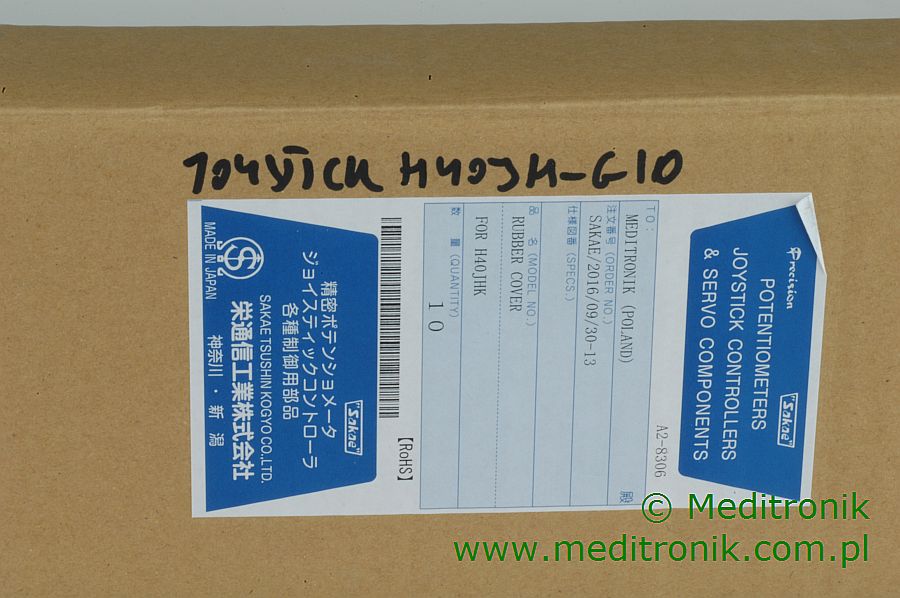 JOYSTICK H40JH-G10
Precision
POTENTIOMETERS
JOYSTICK CONTROLLERS
& SERVO COMPONENTS
"Sakae"
A2-8306
TO:
MEDITRONIK (POLAND)
殿
注文番号 (ORDER NO.)
SAKAE/2016/09/30-13
仕様図番 (SPECS.)
品 名 (MODEL NO.)
RUBBER COVER
FOR H40JHK
数 量 (QUANTITY)
10
【RoHS】
"Sakae"
精密ポテンショメータ
ジョイスティックコントローラ
各種制御用部品
SAKAE TSUSHIN KOGYO CO.,LTD.
栄通信工業株式会社
神奈川・新潟
MADE IN JAPAN
© Meditronik
www.meditronik.com.pl